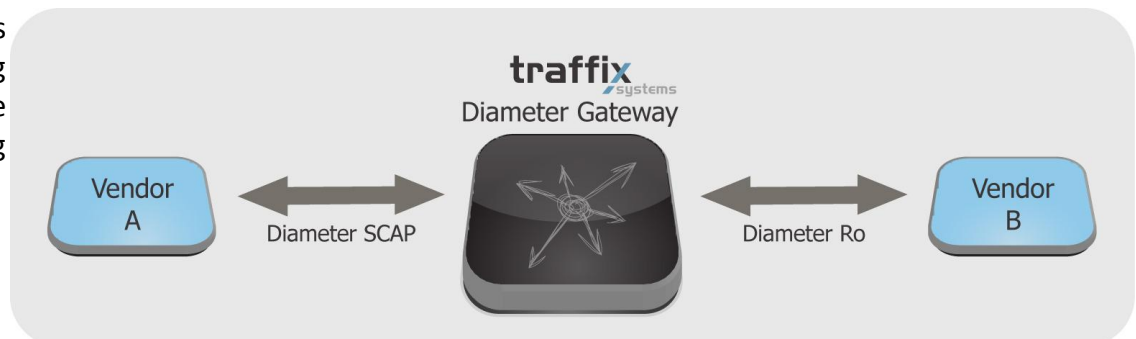 s
g
e
g
traffix
systems
Diameter Gateway
Vendor
A
Diameter SCAP
Diameter Ro
Vendor
B